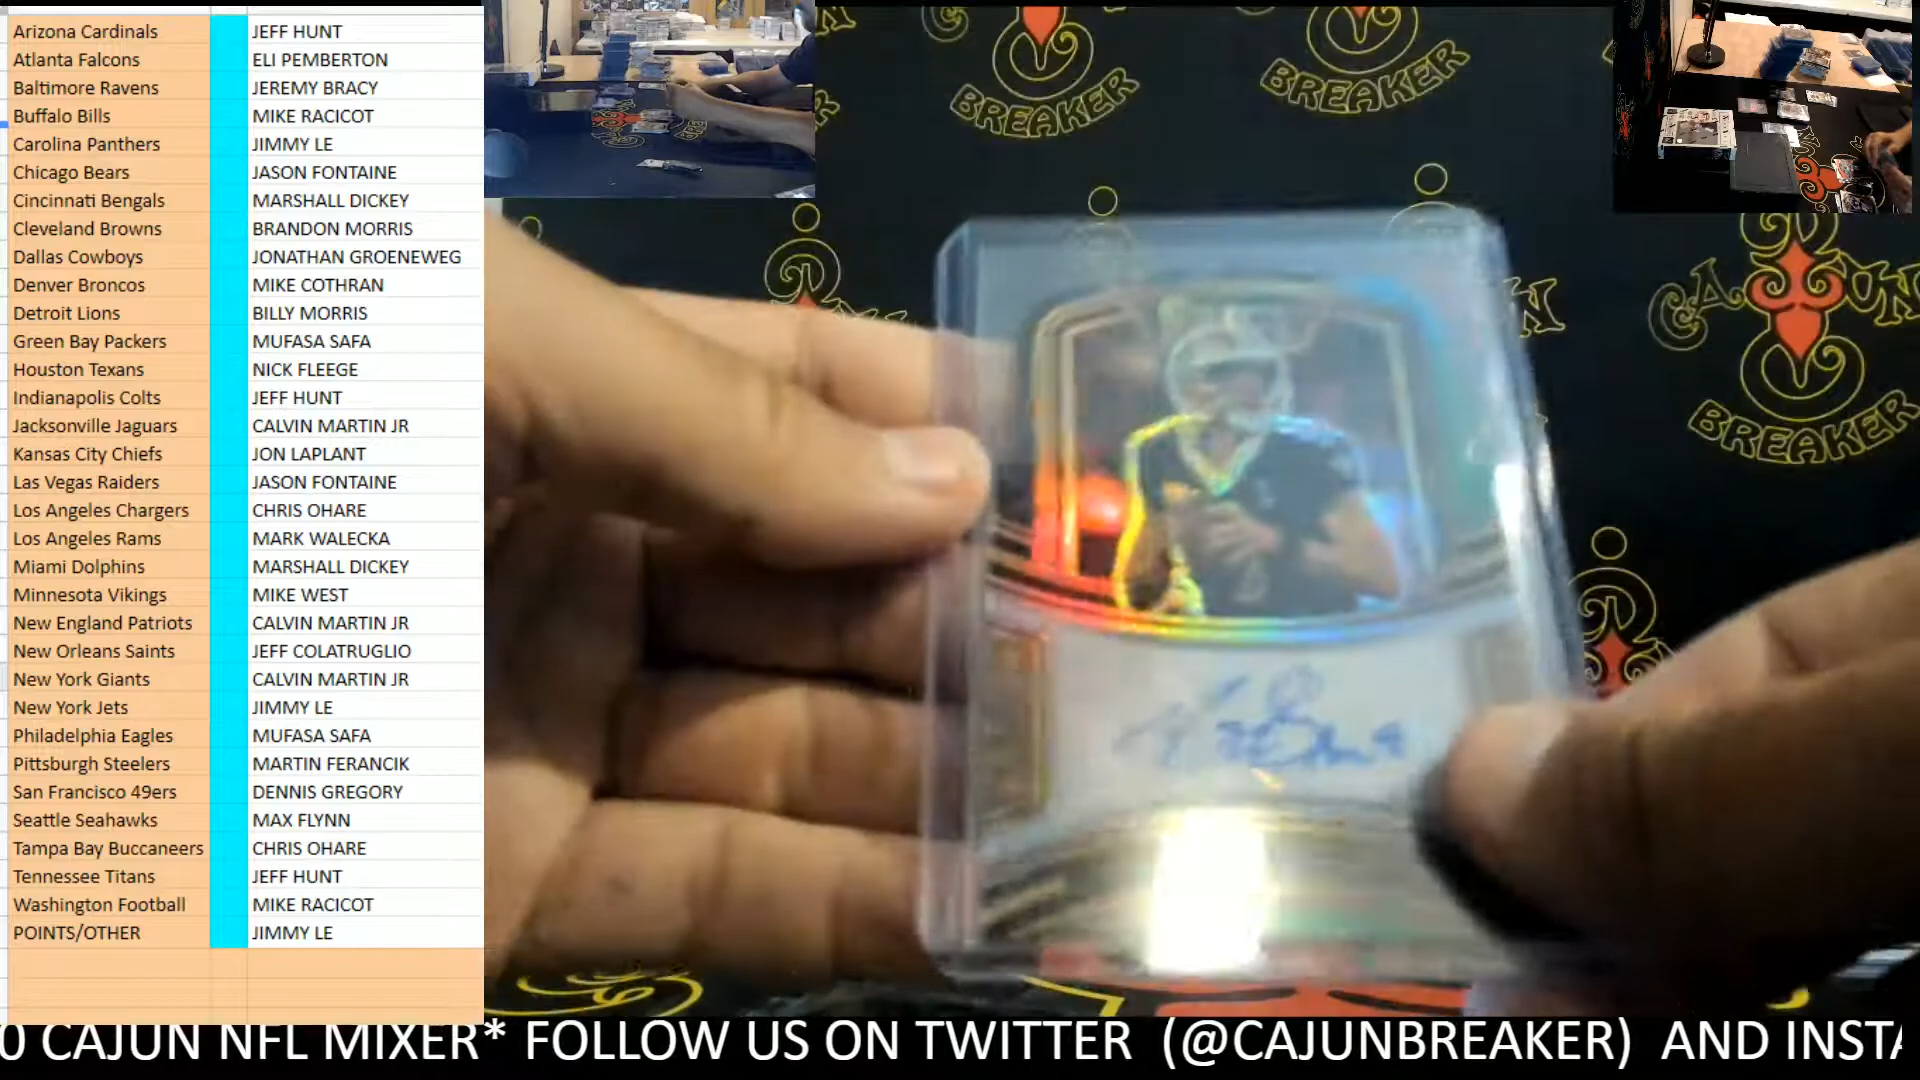 Arizona Cardinals JEFF HUNT
Atlanta Falcons ELI PEMBERTON
Baltimore Ravens JEREMY BRACY
Buffalo Bills MIKE RACICOT
Carolina Panthers JIMMY LE
Chicago Bears JASON FONTAINE
Cincinnati Bengals MARSHALL DICKEY
Cleveland Browns BRANDON MORRIS
Dallas Cowboys JONATHAN GROENEWEG
Denver Broncos MIKE COTHRAN
Detroit Lions BILLY MORRIS
Green Bay Packers MUFASA SAFA
Houston Texans NICK FLEEGE
Indianapolis Colts JEFF HUNT
Jacksonville Jaguars CALVIN MARTIN JR
Kansas City Chiefs JON LAPLANT
Las Vegas Raiders JASON FONTAINE
Los Angeles Chargers CHRIS OHARE
Los Angeles Rams MARK WALECKA
Miami Dolphins MARSHALL DICKEY
Minnesota Vikings MIKE WEST
New England Patriots CALVIN MARTIN JR
New Orleans Saints JEFF COLATRUGLIO
New York Giants CALVIN MARTIN JR
New York Jets JIMMY LE
Philadelphia Eagles MUFASA SAFA
Pittsburgh Steelers MARTIN FERANCIK
San Francisco 49ers DENNIS GREGORY
Seattle Seahawks MAX FLYNN
Tampa Bay Buccaneers CHRIS OHARE
Tennessee Titans JEFF HUNT
Washington Football MIKE RACICOT
POINTS/OTHER JIMMY LE
BREAKER
BREAKER
CAJUN
BREAKER
0 CAJUN NFL MIXER* FOLLOW US ON TWITTER (@CAJUNBREAKER) AND INSTA